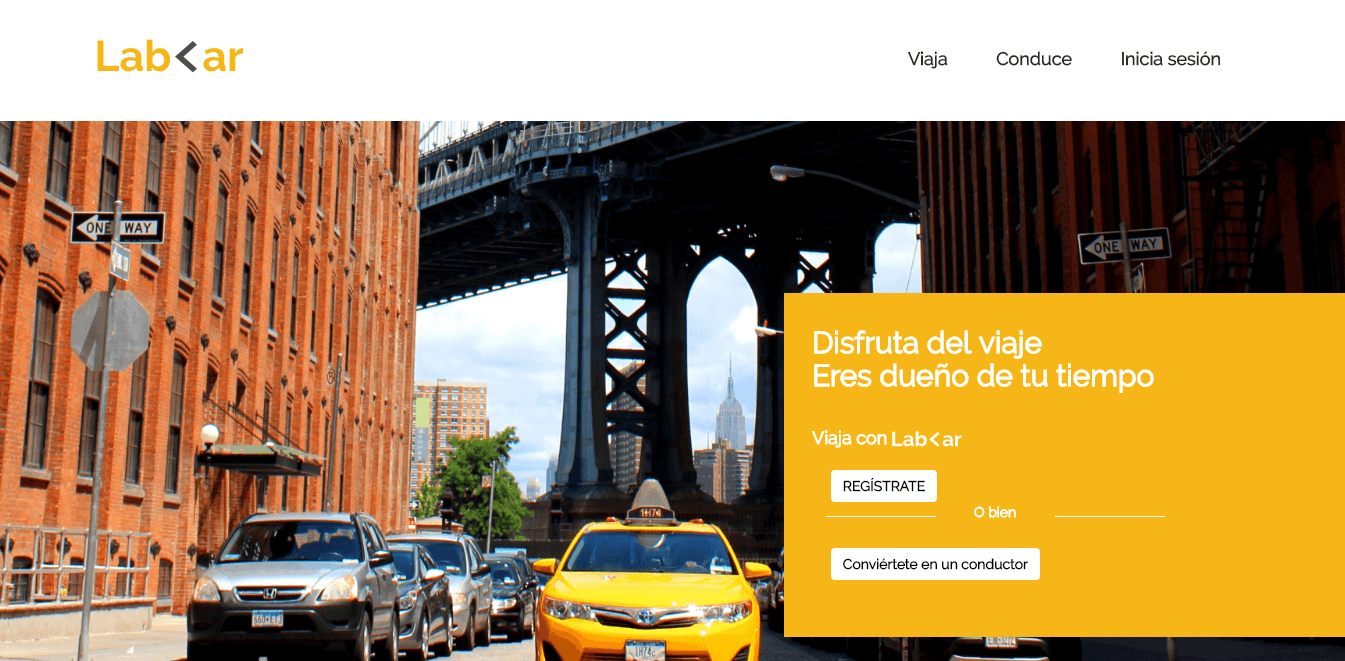 Lab<ar
Viaja
Conduce
Inicia sesión
ONE WAY
ONE WAY
Disfruta del viaje
Eres dueño de tu tiempo
Viaja con Lab<ar
REGÍSTRATE
O bien
Conviértete en un conductor
1H74